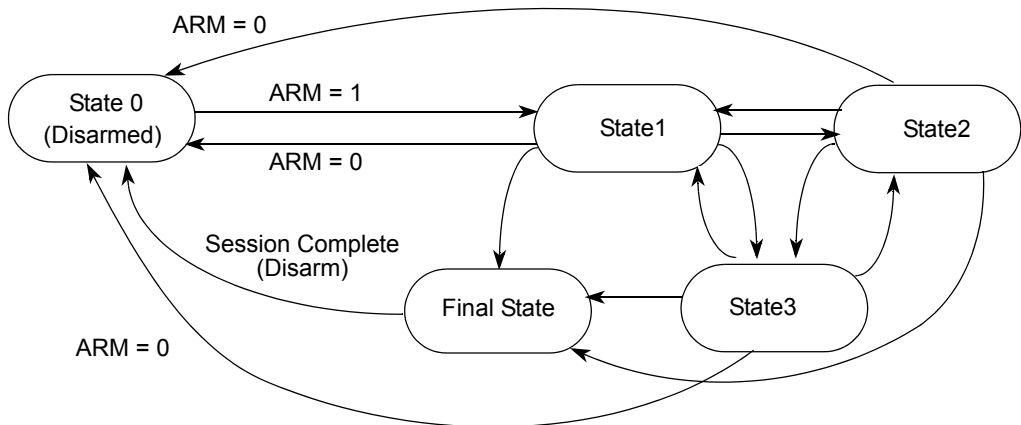 ARM = 0
State 0
(Disarmed)
ARM = 1
State1
State2
ARM = 0
Session Complete
(Disarm)
Final State
State3
ARM = 0